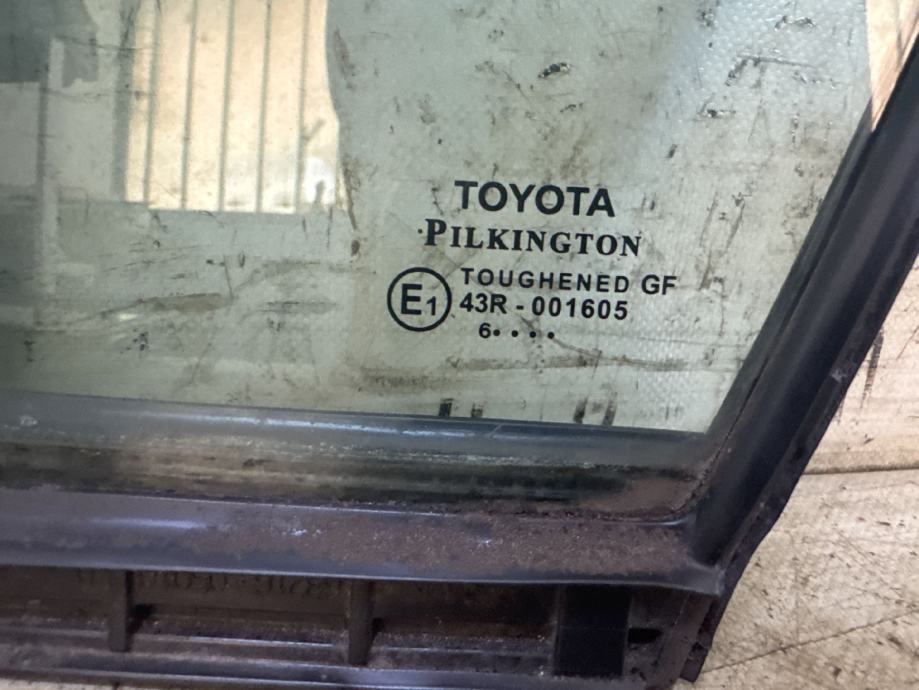 TOYOTA
PILKINGTON
TOUGHENED GF
E1 43R - 001605
6• • • •